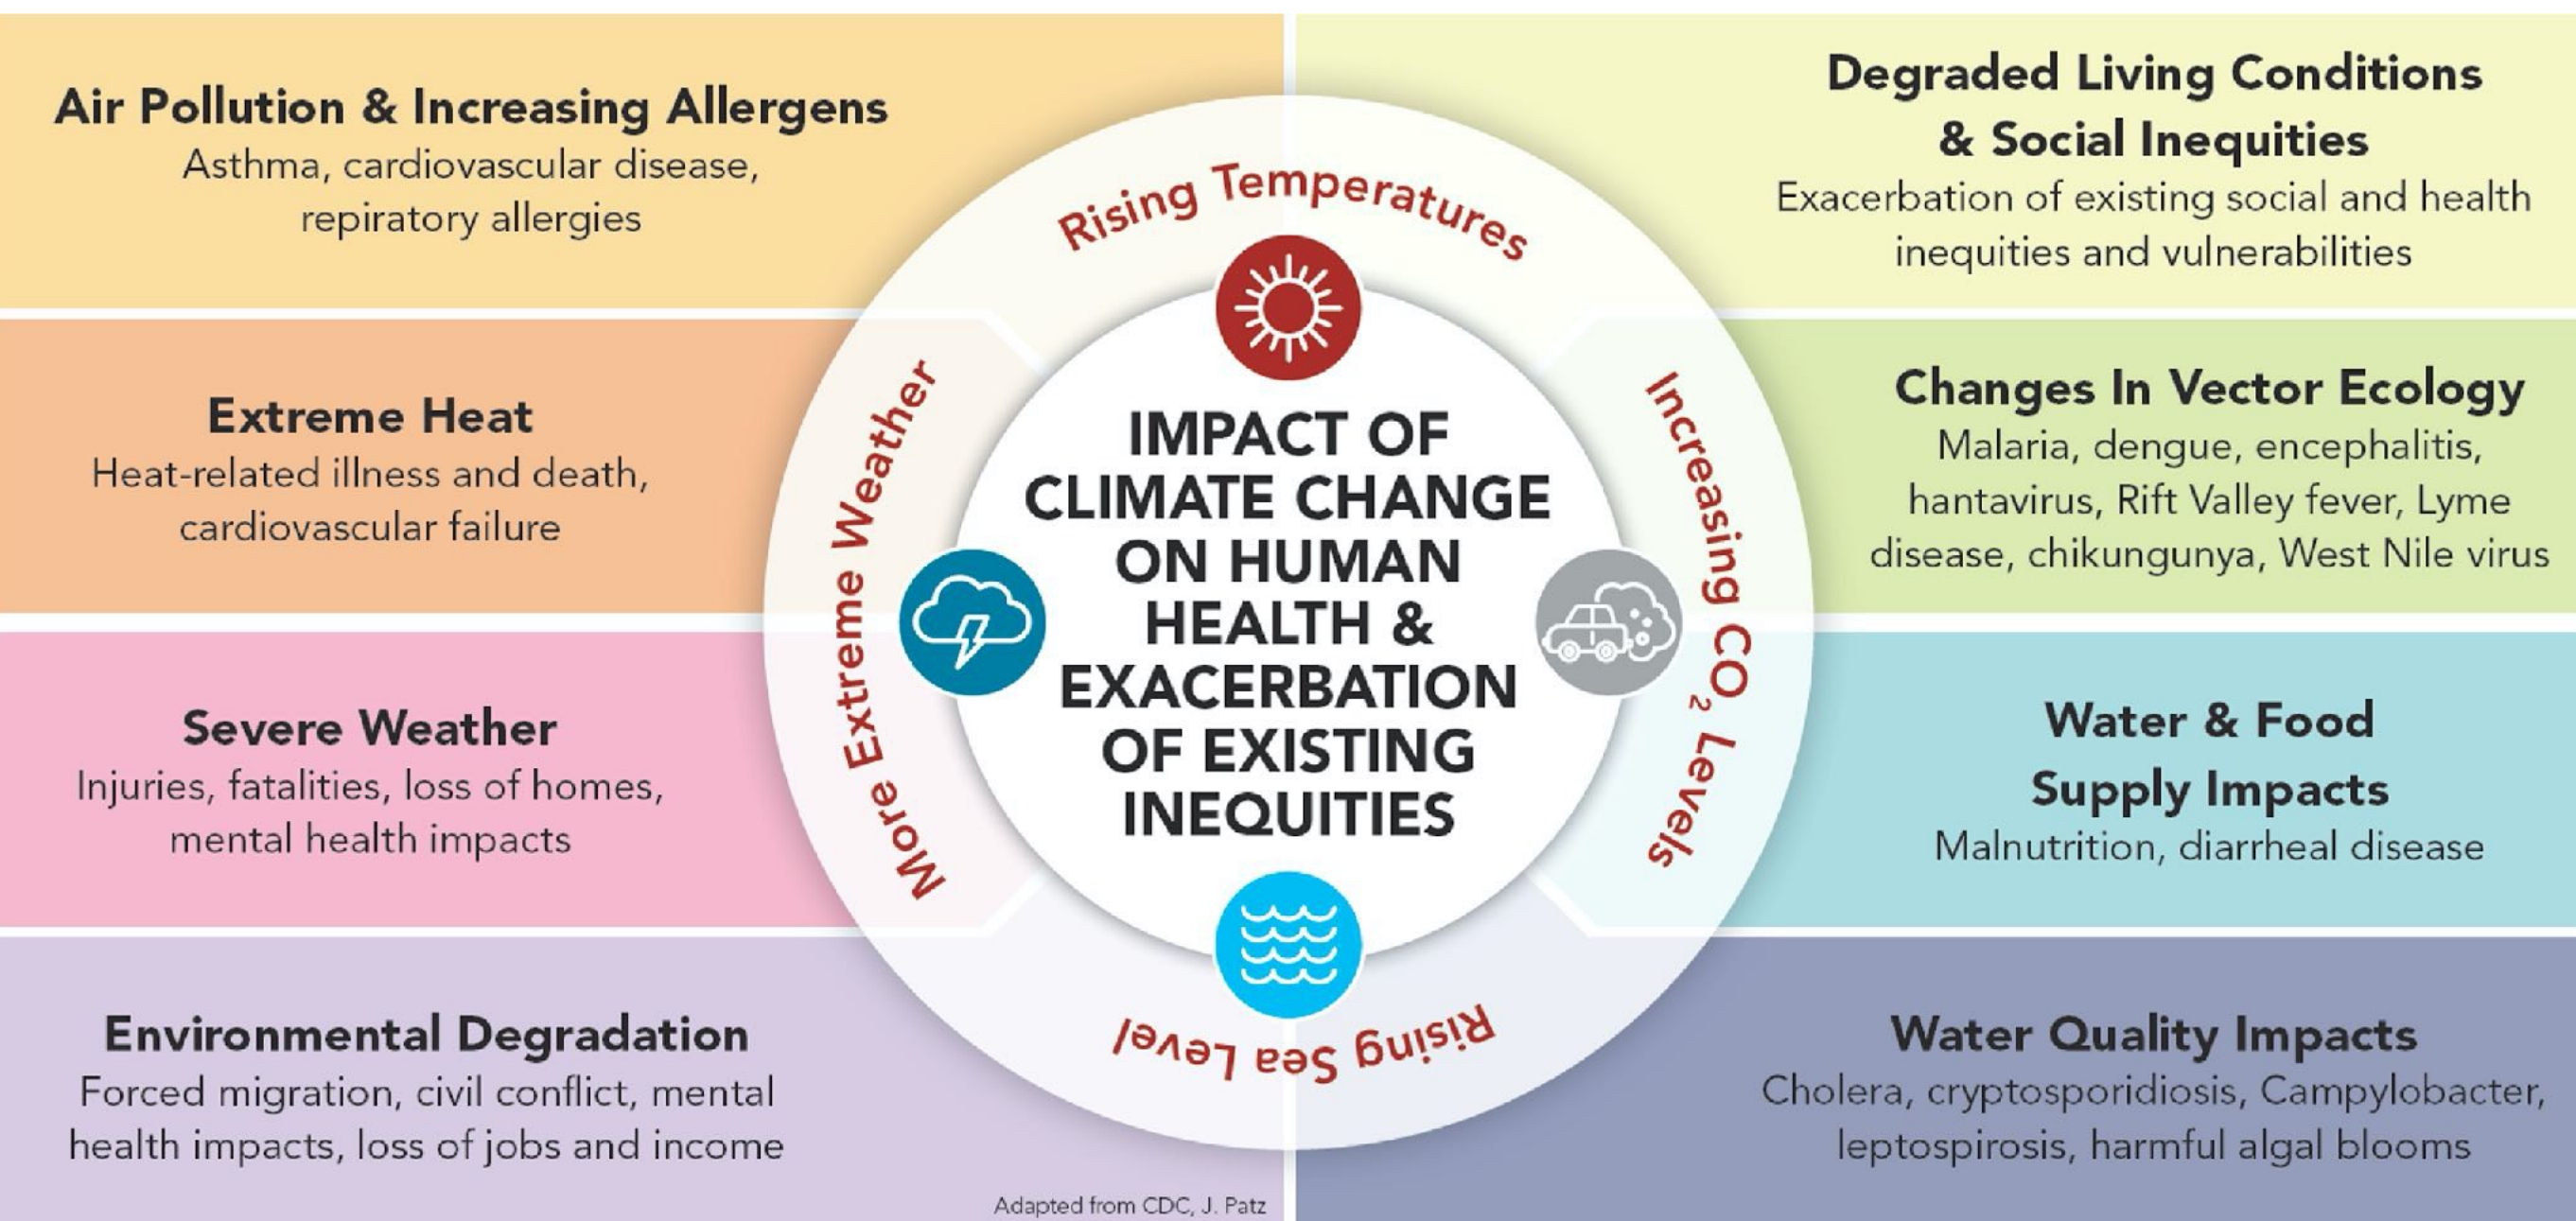 Air Pollution & Increasing Allergens
Asthma, cardiovascular disease,
repiratory allergies
Extreme Heat
Heat-related illness and death,
cardiovascular failure
Severe Weather
Injuries, fatalities, loss of homes,
mental health impacts
Environmental Degradation
Forced migration, civil conflict, mental
health impacts, loss of jobs and income
Adapted from CDC, J. Patz
Rising Temperatures
Increasing CO₂ Levels
Rising Sea Level
More Extreme Weather
IMPACT OF
CLIMATE CHANGE
ON HUMAN
HEALTH &
EXACERBATION
OF EXISTING
INEQUITIES
Degraded Living Conditions
& Social Inequities
Exacerbation of existing social and health
inequities and vulnerabilities
Changes In Vector Ecology
Malaria, dengue, encephalitis,
hantavirus, Rift Valley fever, Lyme
disease, chikungunya, West Nile virus
Water & Food
Supply Impacts
Malnutrition, diarrheal disease
Water Quality Impacts
Cholera, cryptosporidiosis, Campylobacter,
leptospirosis, harmful algal blooms